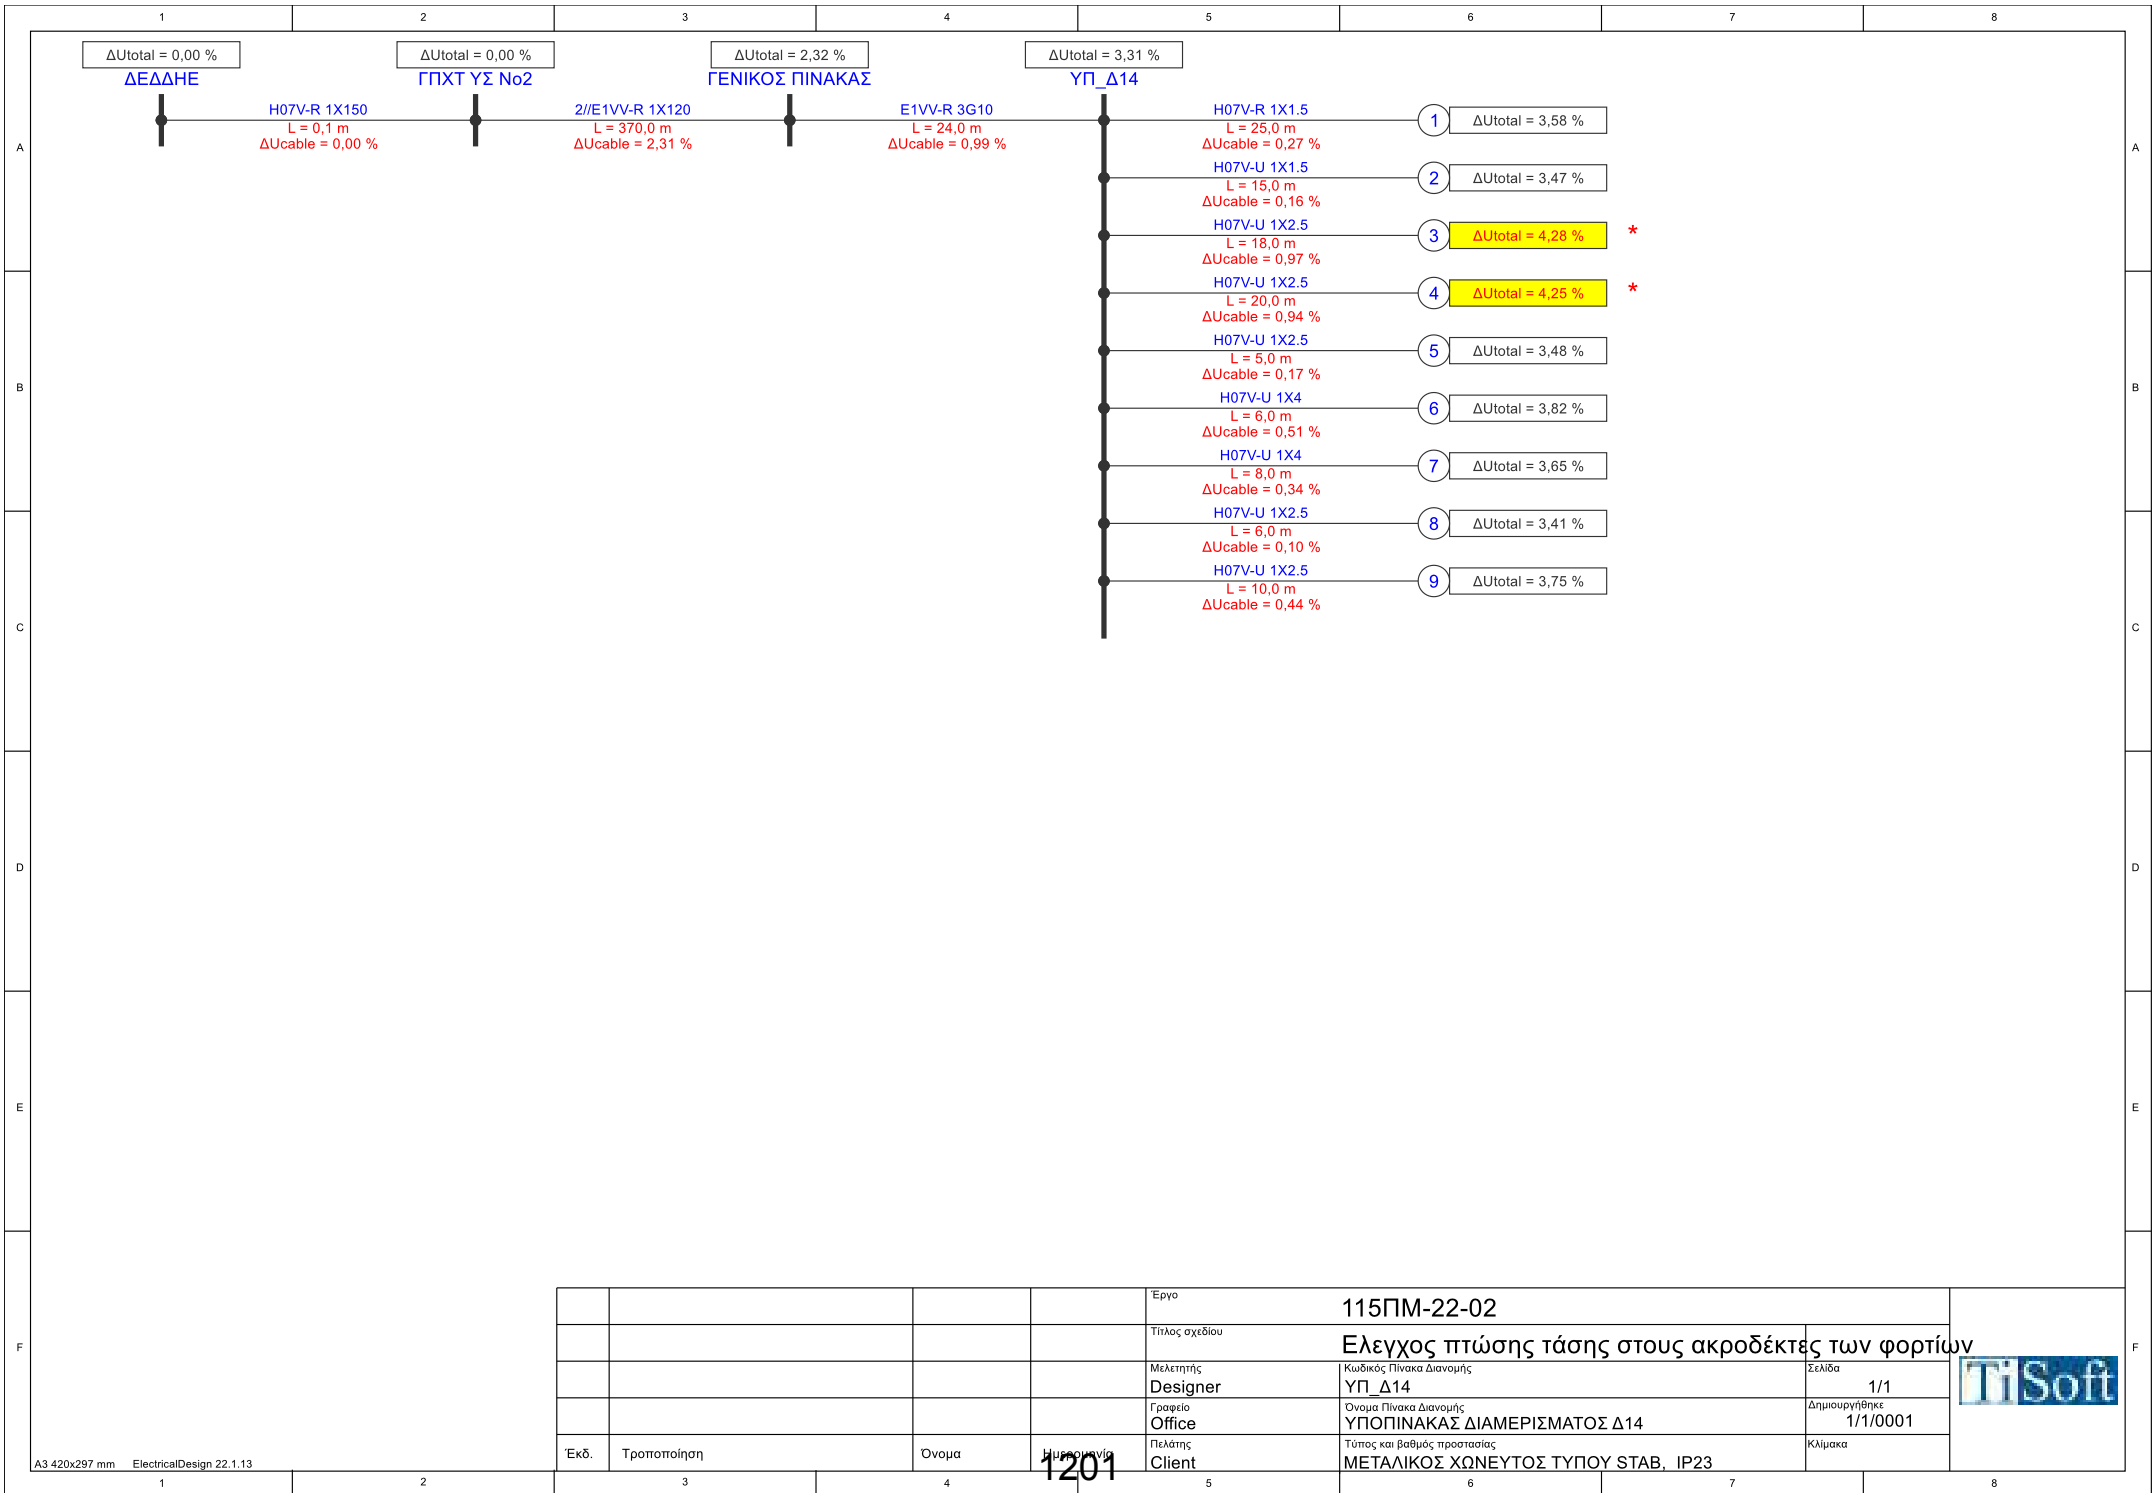 1 2 3 4 5 6 7 8
ΔUtotal = 0,00 % ΔUtotal = 0,00 % ΔUtotal = 2,32 % ΔUtotal = 3,31 %
ΔΕΔΔΗΕ ΓΠΧΤ ΥΣ Νο2 ΓΕΝΙΚΟΣ ΠΙΝΑΚΑΣ ΥΠ_Δ14
H07V-R 1X150 2//E1VV-R 1X120 E1VV-R 3G10 H07V-R 1X1.5
1 ΔUtotal = 3,58 %
L = 0,1 m L = 370,0 m L = 24,0 m L = 25,0 m
ΔUcable = 0,00 % ΔUcable = 2,31 % ΔUcable = 0,99 % ΔUcable = 0,27 %
A A
H07V-U 1X1.5
2 ΔUtotal = 3,47 %
L = 15,0 m
ΔUcable = 0,16 %
H07V-U 1X2.5
3 ΔUtotal = 4,28 % *
L = 18,0 m
ΔUcable = 0,97 %
H07V-U 1X2.5
4 ΔUtotal = 4,25 % *
L = 20,0 m
ΔUcable = 0,94 %
H07V-U 1X2.5
5 ΔUtotal = 3,48 %
L = 5,0 m
ΔUcable = 0,17 %
B B
H07V-U 1X4
6 ΔUtotal = 3,82 %
L = 6,0 m
ΔUcable = 0,51 %
H07V-U 1X4
7 ΔUtotal = 3,65 %
L = 8,0 m
ΔUcable = 0,34 %
H07V-U 1X2.5
8 ΔUtotal = 3,41 %
L = 6,0 m
ΔUcable = 0,10 %
H07V-U 1X2.5
9 ΔUtotal = 3,75 %
L = 10,0 m
ΔUcable = 0,44 %
C C
D D
E E
F F
Έργο
115ΠΜ-22-02
Τίτλος σχεδίου
Ελεγχος πτώσης τάσης στους ακροδέκτες των φορτίων
Μελετητής Κωδικός Πίνακα Διανομής Σελίδα
Designer ΥΠ_Δ14 1/1
Γραφείο Όνομα Πίνακα Διανομής Δημιουργήθηκε
Office ΥΠΟΠΙΝΑΚΑΣ ΔΙΑΜΕΡΙΣΜΑΤΟΣ Δ14 1/1/0001
Πελάτης Τύπος και βαθμός προστασίας Κλίμακα
Client ΜΕΤΑΛΙΚΟΣ ΧΩΝΕΥΤΟΣ ΤΥΠΟΥ STAB, IP23
Έκδ. Τροποποίηση Όνομα Ημερομηνία
1201
TiSoft
A3 420x297 mm ElectricalDesign 22.1.13
1 2 3 4 5 6 7 8